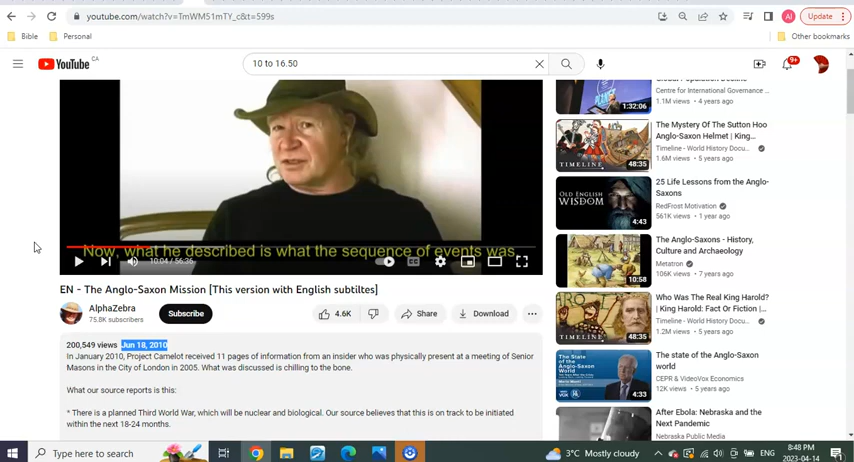 youtube.com/watch?v=TmWM51mTY_c&t=599s
AI
Update
Bible
Personal
Other bookmarks
YouTube CA
10 to 16.50
9+
Now, what he described is what the sequence of events was
10:04 / 56:36
CC
EN - The Anglo-Saxon Mission [This version with English subtitles]
AlphaZebra
75.8K subscribers
Subscribe
4.6K
Share
Download
200,549 views Jun 18, 2010
In January 2010, Project Camelot received 11 pages of information from an insider who was physically present at a meeting of Senior
Masons in the City of London in 2005. What was discussed is chilling to the bone.
What our source reports is this:
* There is a planned Third World War, which will be nuclear and biological. Our source believes that this is on track to be initiated
within the next 18-24 months.
1:32:06
Global Population Decline
Centre for International Governance ...
1.1M views • 4 years ago
TIMELINE
48:35
The Mystery Of The Sutton Hoo
Anglo-Saxon Helmet | King...
Timeline - World History Docu...
1.6M views • 5 years ago
OLD ENGLISH
WISDOM
4:43
25 Life Lessons from the Anglo-
Saxons
RedFrost Motivation
561K views • 1 year ago
10:58
The Anglo-Saxons - History,
Culture and Archaeology
Metatron
106K views • 7 years ago
TIMELINE
48:35
Who Was The Real King Harold?
| King Harold: Fact Or Fiction |...
Timeline - World History Docu...
1.2M views • 5 years ago
The State of
the Anglo-Saxon
World
VOX
4:33
The state of the Anglo-Saxon
world
CEPR & VideoVox Economics
12K views • 5 years ago
After Ebola: Nebraska and the
Next Pandemic
Nebraska Public Media
Type here to search
3°C Mostly cloudy
ENG
8:48 PM
2023-04-14